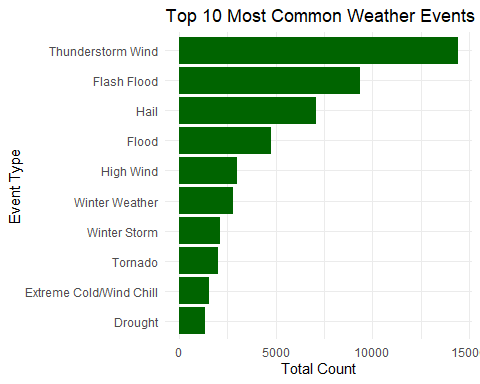 Top 10 Most Common Weather Events
Thunderstorm Wind
Flash Flood
Hail
Flood
High Wind
Winter Weather
Winter Storm
Tornado
Extreme Cold/Wind Chill
Drought
Event Type
0 5000 10000 1500
Total Count